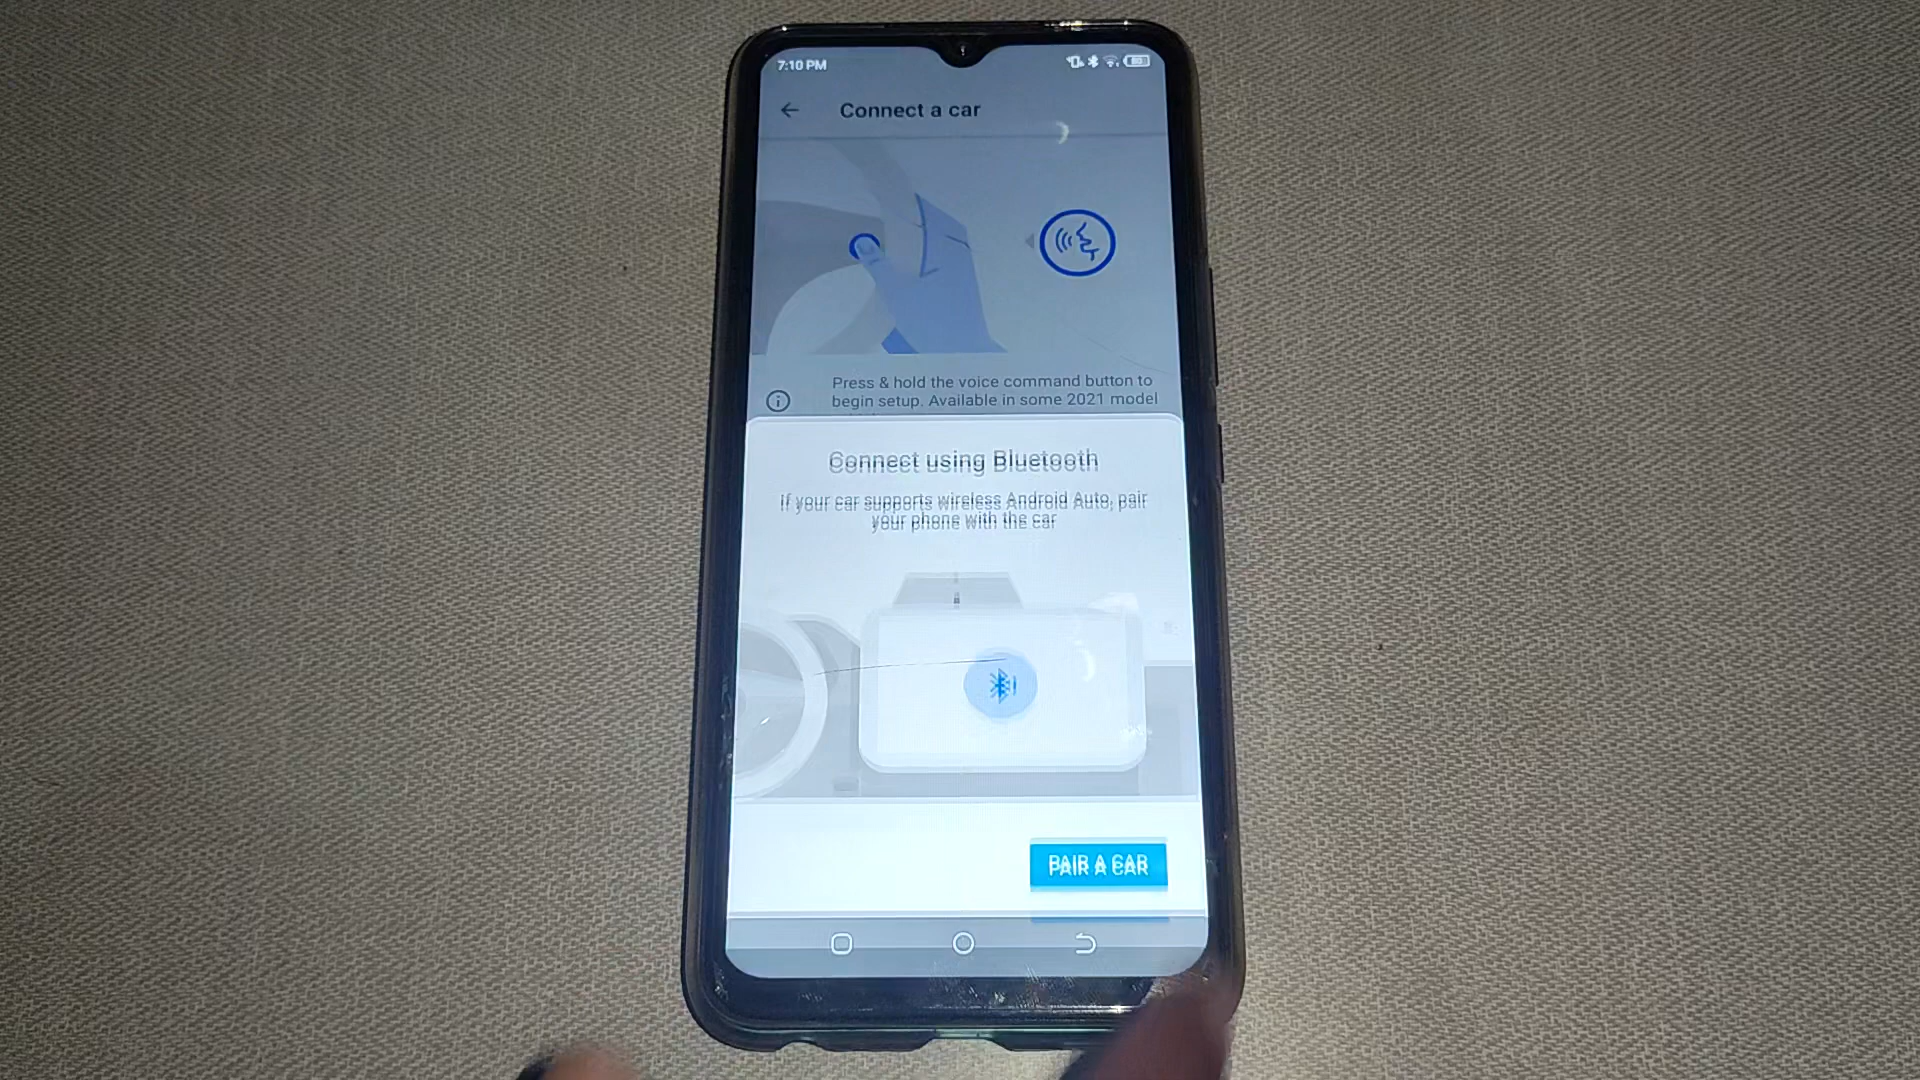 7:10 PM
Connect a car
Press & hold the voice command button to
begin setup. Available in some 2021 model
Connect using Bluetooth
If your car supports wireless Android Auto, pair
your phone with the car
PAIR A CAR